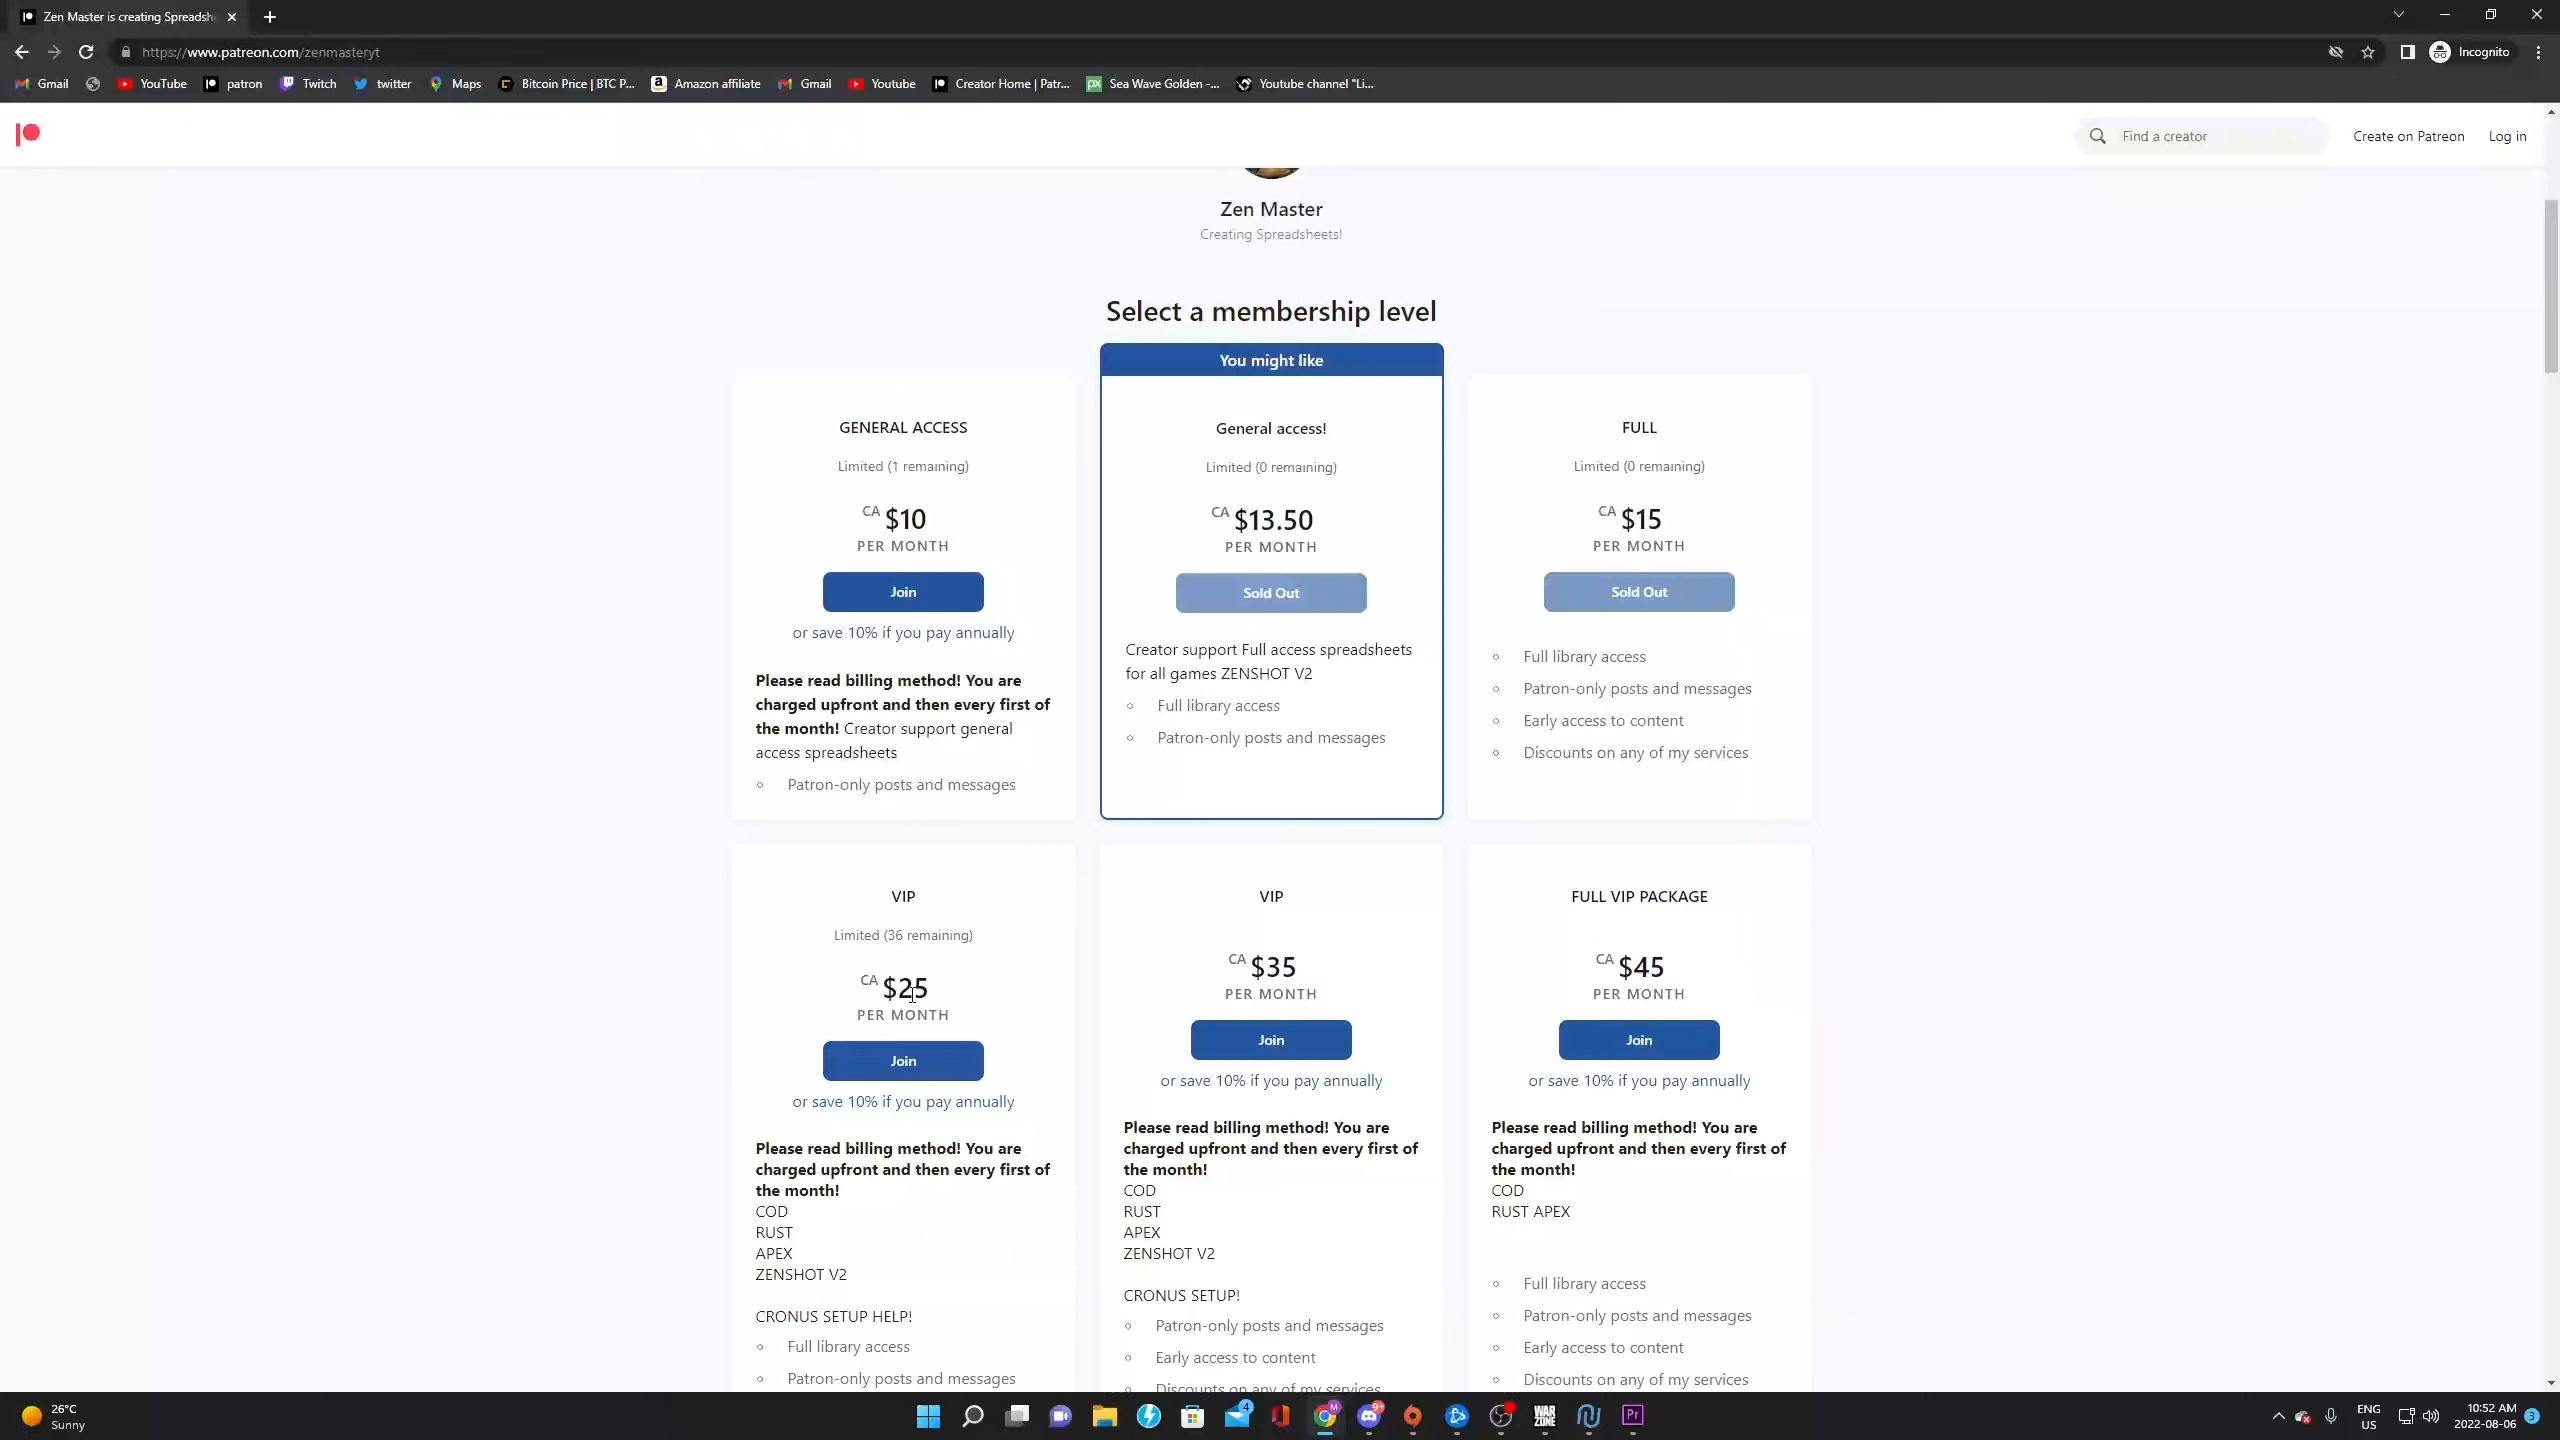 Zen Master is creating Spreadsh
https://www.patreon.com/zenmasteryt
Incognito
Gmail
YouTube
patron
Twitch
twitter
Maps
Bitcoin Price | BTC P...
Amazon affiliate
Gmail
Youtube
Creator Home | Patr...
Sea Wave Golden -...
Youtube channel "Li...
Find a creator
Create on Patreon
Log in
Zen Master
Creating Spreadsheets!
Select a membership level
You might like
GENERAL ACCESS
Limited (1 remaining)
CA $10
PER MONTH
Join
or save 10% if you pay annually
Please read billing method! You are
charged upfront and then every first of
the month! Creator support general
access spreadsheets
Patron-only posts and messages
General access!
Limited (0 remaining)
CA $13.50
PER MONTH
Sold Out
Creator support Full access spreadsheets
for all games ZENSHOT V2
Full library access
Patron-only posts and messages
FULL
Limited (0 remaining)
CA $15
PER MONTH
Sold Out
Full library access
Patron-only posts and messages
Early access to content
Discounts on any of my services
VIP
Limited (36 remaining)
CA $25
PER MONTH
Join
or save 10% if you pay annually
Please read billing method! You are
charged upfront and then every first of
the month!
COD
RUST
APEX
ZENSHOT V2
CRONUS SETUP HELP!
Full library access
Patron-only posts and messages
VIP
CA $35
PER MONTH
Join
or save 10% if you pay annually
Please read billing method! You are
charged upfront and then every first of
the month!
COD
RUST
APEX
ZENSHOT V2
CRONUS SETUP!
Patron-only posts and messages
Early access to content
Discounts on any of my services
FULL VIP PACKAGE
CA $45
PER MONTH
Join
or save 10% if you pay annually
Please read billing method! You are
charged upfront and then every first of
the month!
COD
RUST APEX
Full library access
Patron-only posts and messages
Early access to content
Discounts on any of my services
26°C
Sunny
4
M
9+
WAR
ZONE
Pr
ENG
US
10:52 AM
2022-08-06
3